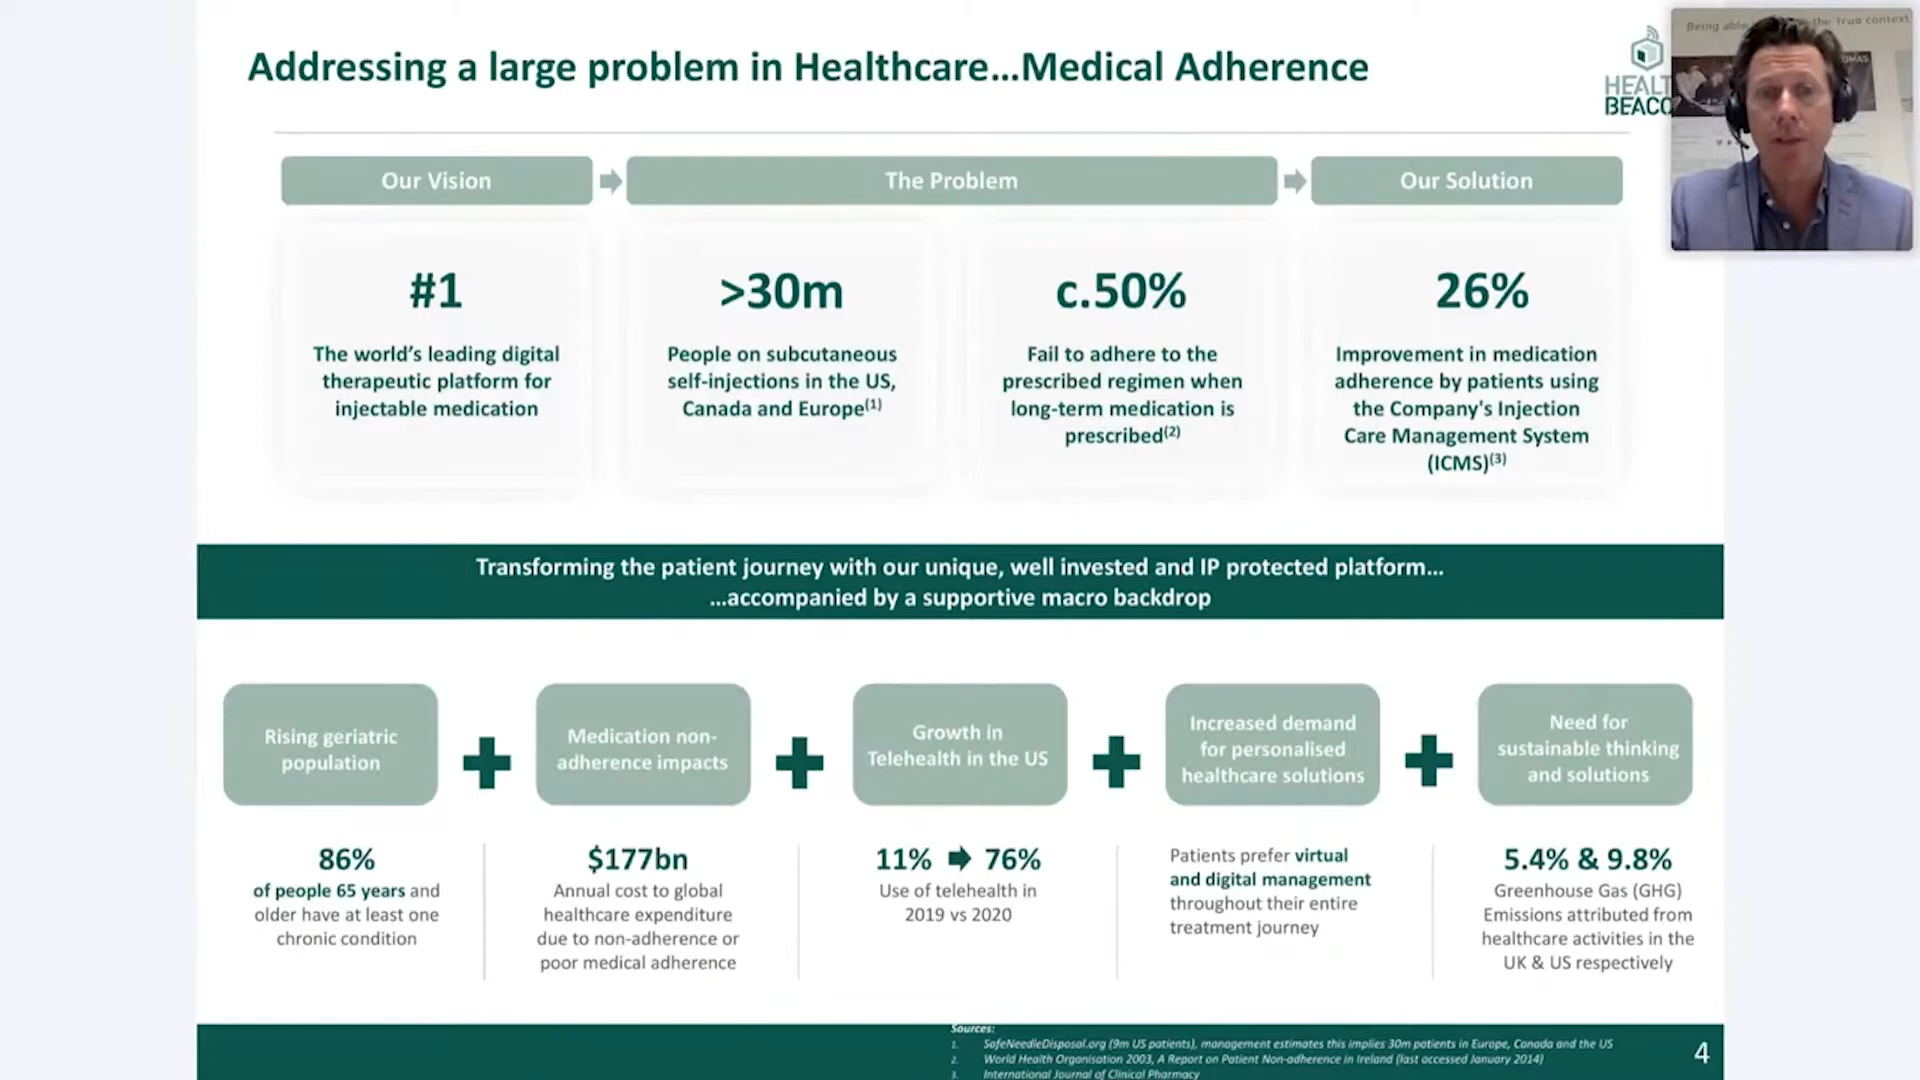 Addressing a large problem in Healthcare...Medical Adherence
HEALT
BEACO
Being able
the true context
Our Vision
The Problem
Our Solution
#1
The world's leading digital
therapeutic platform for
injectable medication
>30m
People on subcutaneous
self-injections in the US,
Canada and Europe(1)
c.50%
Fail to adhere to the
prescribed regimen when
long-term medication is
prescribed(2)
26%
Improvement in medication
adherence by patients using
the Company's Injection
Care Management System
(ICMS)(3)
Transforming the patient journey with our unique, well invested and IP protected platform...
...accompanied by a supportive macro backdrop
Rising geriatric
population
Medication non-
adherence impacts
Growth in
Telehealth in the US
Increased demand
for personalised
healthcare solutions
Need for
sustainable thinking
and solutions
86%
of people 65 years and
older have at least one
chronic condition
$177bn
Annual cost to global
healthcare expenditure
due to non-adherence or
poor medical adherence
11% 76%
Use of telehealth in
2019 vs 2020
Patients prefer virtual
and digital management
throughout their entire
treatment journey
5.4% & 9.8%
Greenhouse Gas (GHG)
Emissions attributed from
healthcare activities in the
UK & US respectively
Sources:
1. SafeNeedleDisposal.org (9m US patients), management estimates this implies 30m patients in Europe, Canada and the US
2. World Health Organisation 2003, A Report on Patient Non-adherence in Ireland (last accessed January 2014)
3. International Journal of Clinical Pharmacy
4